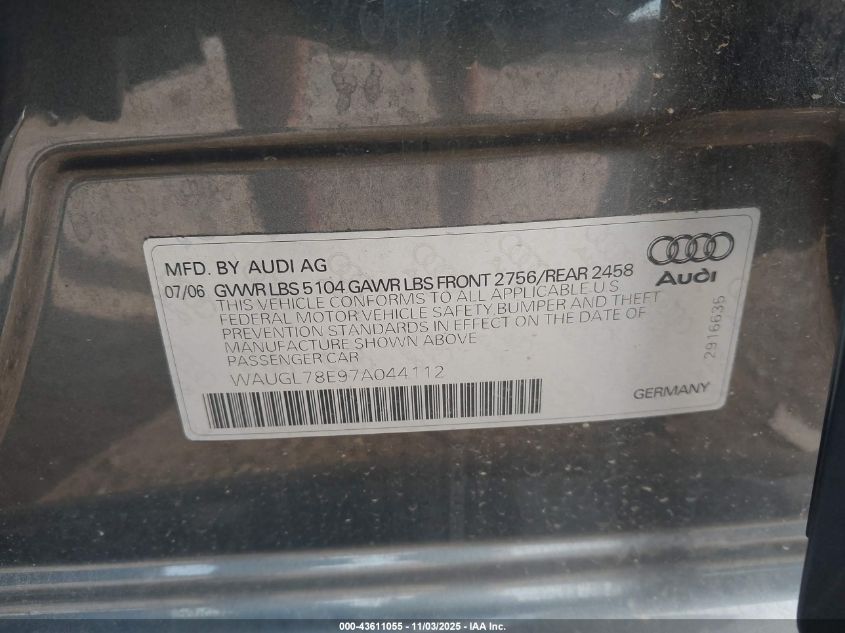 MFD. BY AUDI AG
07/06 GVWR LBS 5104 GAWR LBS FRONT 2756/REAR 2458
THIS VEHICLE CONFORMS TO ALL APPLICABLE U S
FEDERAL MOTOR VEHICLE SAFETY, BUMPER AND THEFT
PREVENTION STANDARDS IN EFFECT ON THE DATE OF
MANUFACTURE SHOWN ABOVE
PASSENGER CAR
WAUGL78E97A044112
Audi
2916636
GERMANY
000-43611055 - 11/03/2025 - IAA Inc.